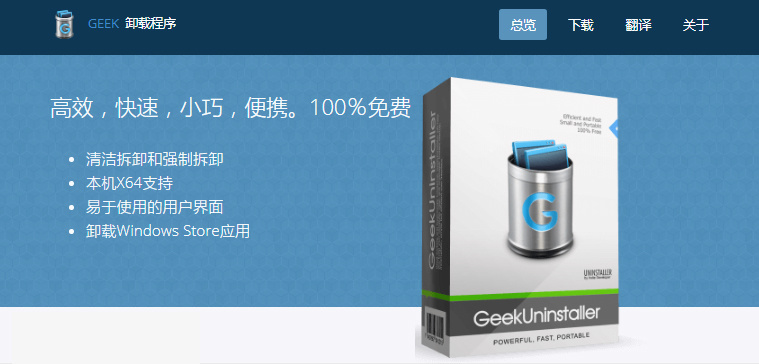 GEEK 卸载程序
总览 下载 翻译 关于
高效，快速，小巧，便携。100%免费
清洁拆卸和强制拆卸
本机X64支持
易于使用的用户界面
卸载Windows Store应用
GeekUninstaller
Efficient and Fast
Small and Portable
100% Free
G
UNINSTALLER
GeekUninstaller
POWERFUL, FAST, PORTABLE